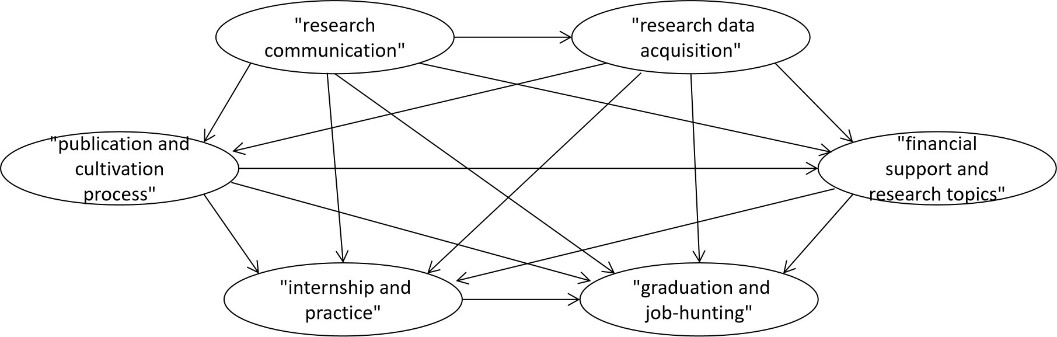 "research
communication"
"research data
acquisition"
"publication and
cultivation
process"
"financial
support and
research topics"
"internship and
practice"
"graduation and
job-hunting"